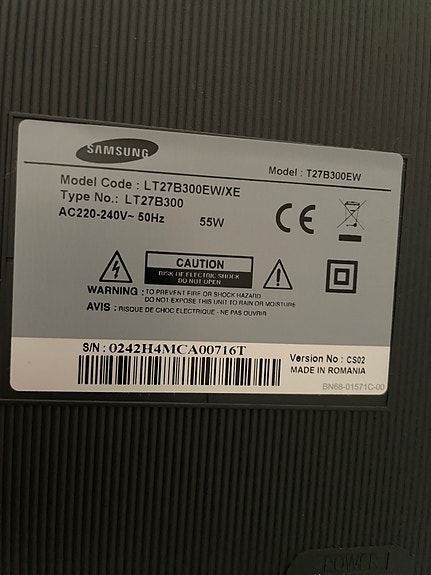 SAMSUNG
Model : T27B300EW
Model Code : LT27B300EW/XE
Type No.: LT27B300
AC220-240V~ 50Hz 55W
CE
CAUTION
RISK OF ELECTRIC SHOCK
DO NOT OPEN
WARNING : TO PREVENT FIRE OR SHOCK HAZARD
DO NOT EXPOSE THIS UNIT TO RAIN OR MOISTURE
AVIS : RISQUE DE CHOC ELECTRIQUE - NE PAS OUVRIR
S/N : 0242H4MCA00716T
Version No : CS02
MADE IN ROMANIA
BN68-01571C-00
POWER